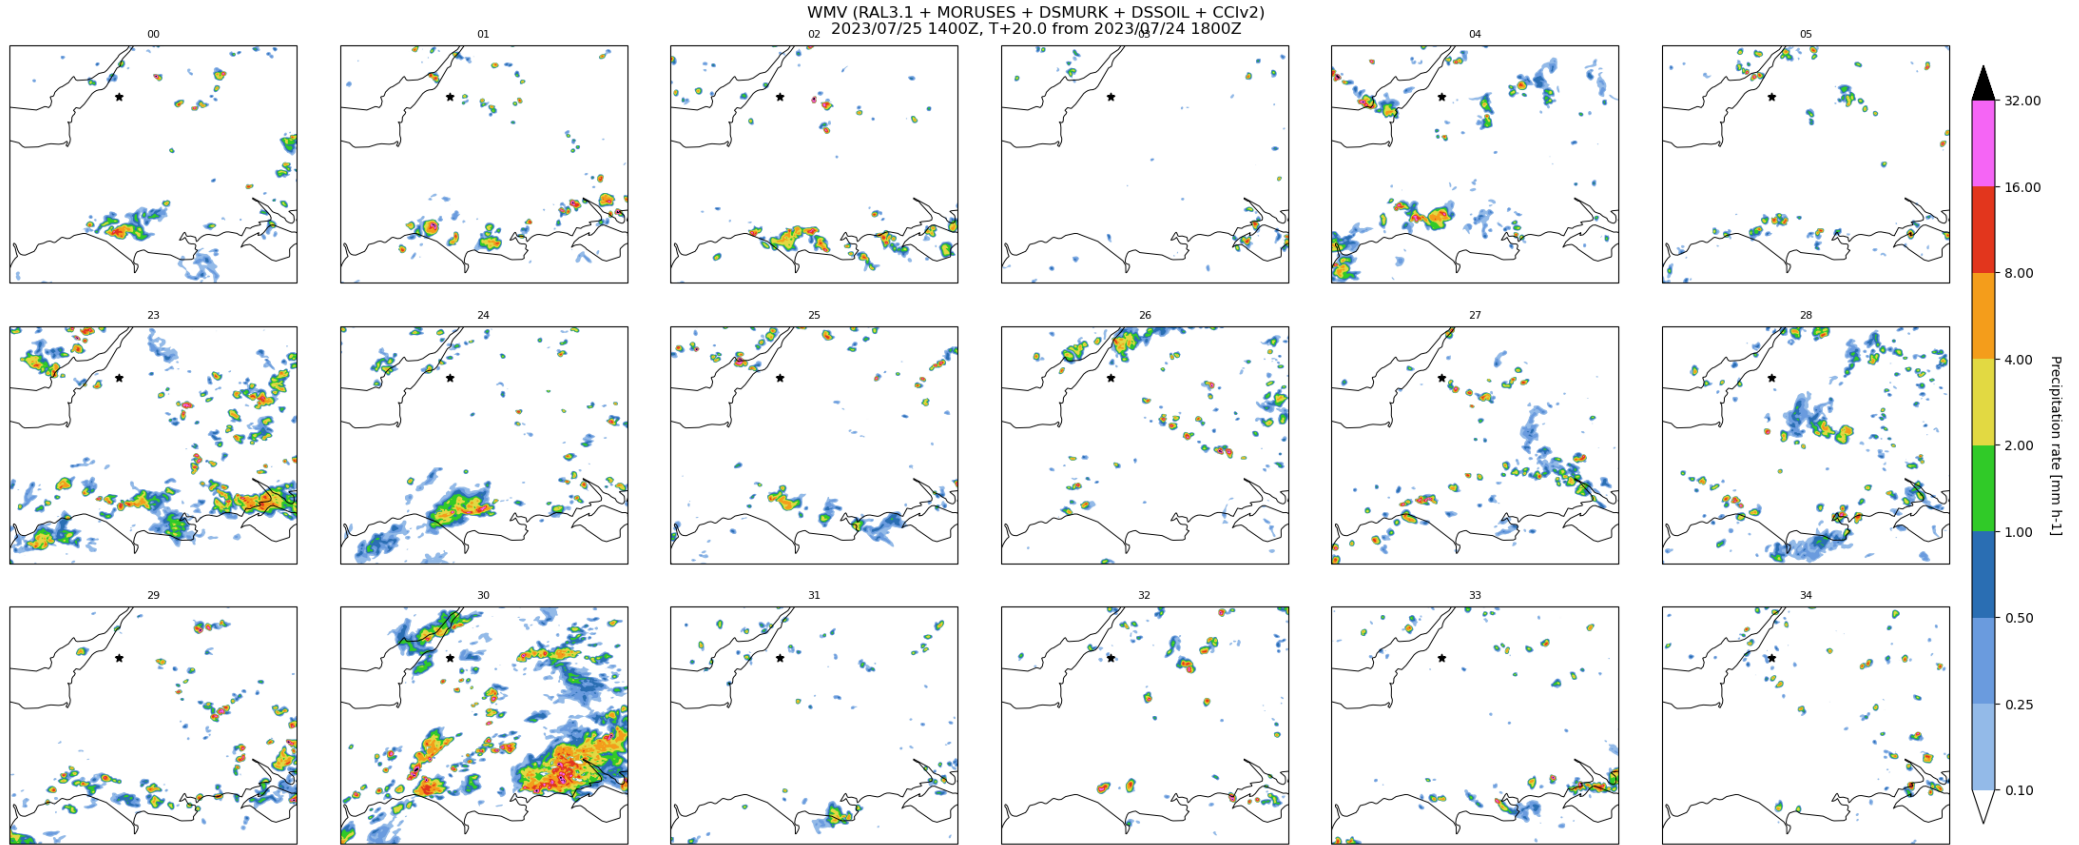 WMV (RAL3.1 + MORUSES + DSMURK + DSSOIL + CCIv2)
2023/07/25 1400Z, T+20.0 from 2023/07/24 1800Z
00 01 02 03 04 05
32.00
16.00
8.00
23 24 25 26 27 28
4.00
2.00
1.00
0.50
29 30 31 32 33 34
0.25
0.10
Precipitation rate [mm h-1]